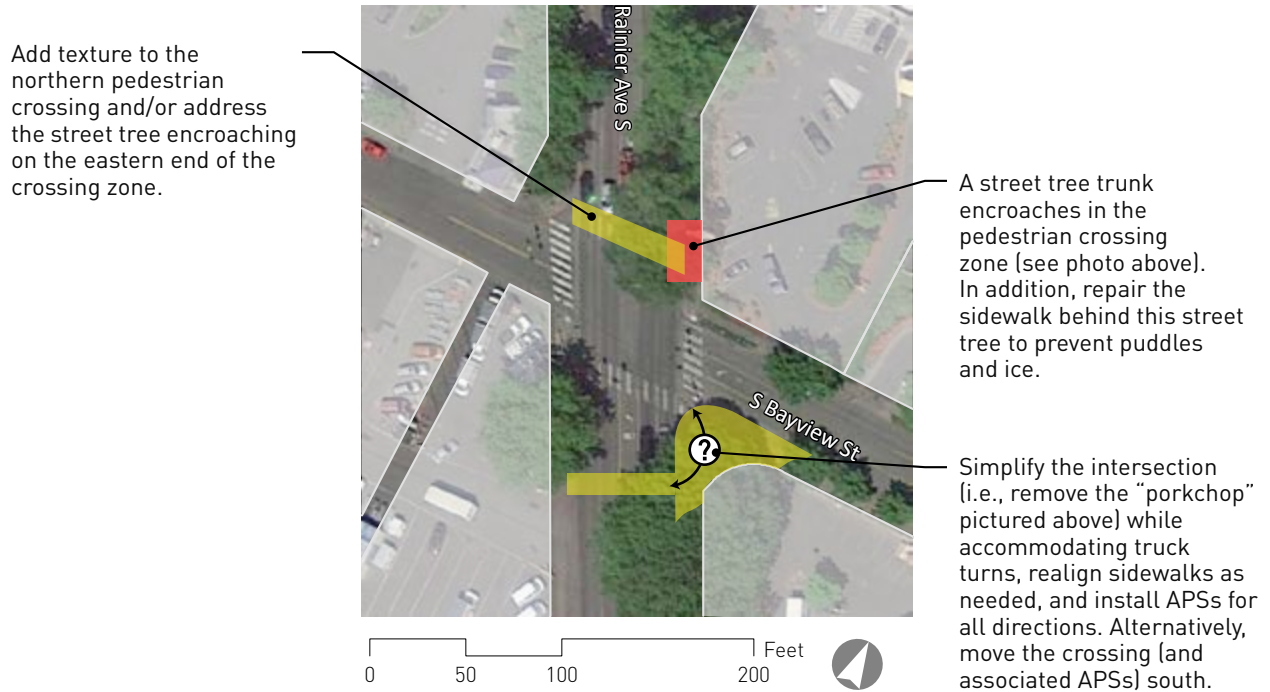 Add texture to the
northern pedestrian
crossing and/or address
the street tree encroaching
on the eastern end of the
crossing zone.
Rainier Ave S
A street tree trunk
encroaches in the
pedestrian crossing
zone (see photo above).
In addition, repair the
sidewalk behind this street
tree to prevent puddles
and ice.
S Bayview St
?
Simplify the intersection
(i.e., remove the “porkchop”
pictured above) while
accommodating truck
turns, realign sidewalks as
needed, and install APSs for
all directions. Alternatively,
move the crossing (and
associated APSs) south.
Feet
0 50 100 200